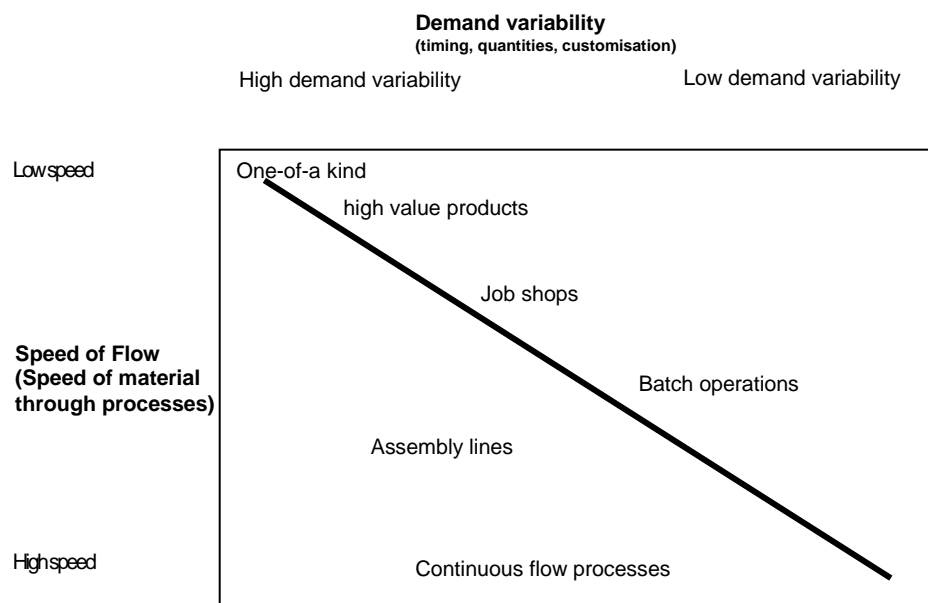 Demand variability
(timing, quantities, customisation)
High demand variability
Low demand variability
Low speed
One-of-a kind
high value products
Job shops
Speed of Flow
(Speed of material
through processes)
Batch operations
Assembly lines
High speed
Continuous flow processes